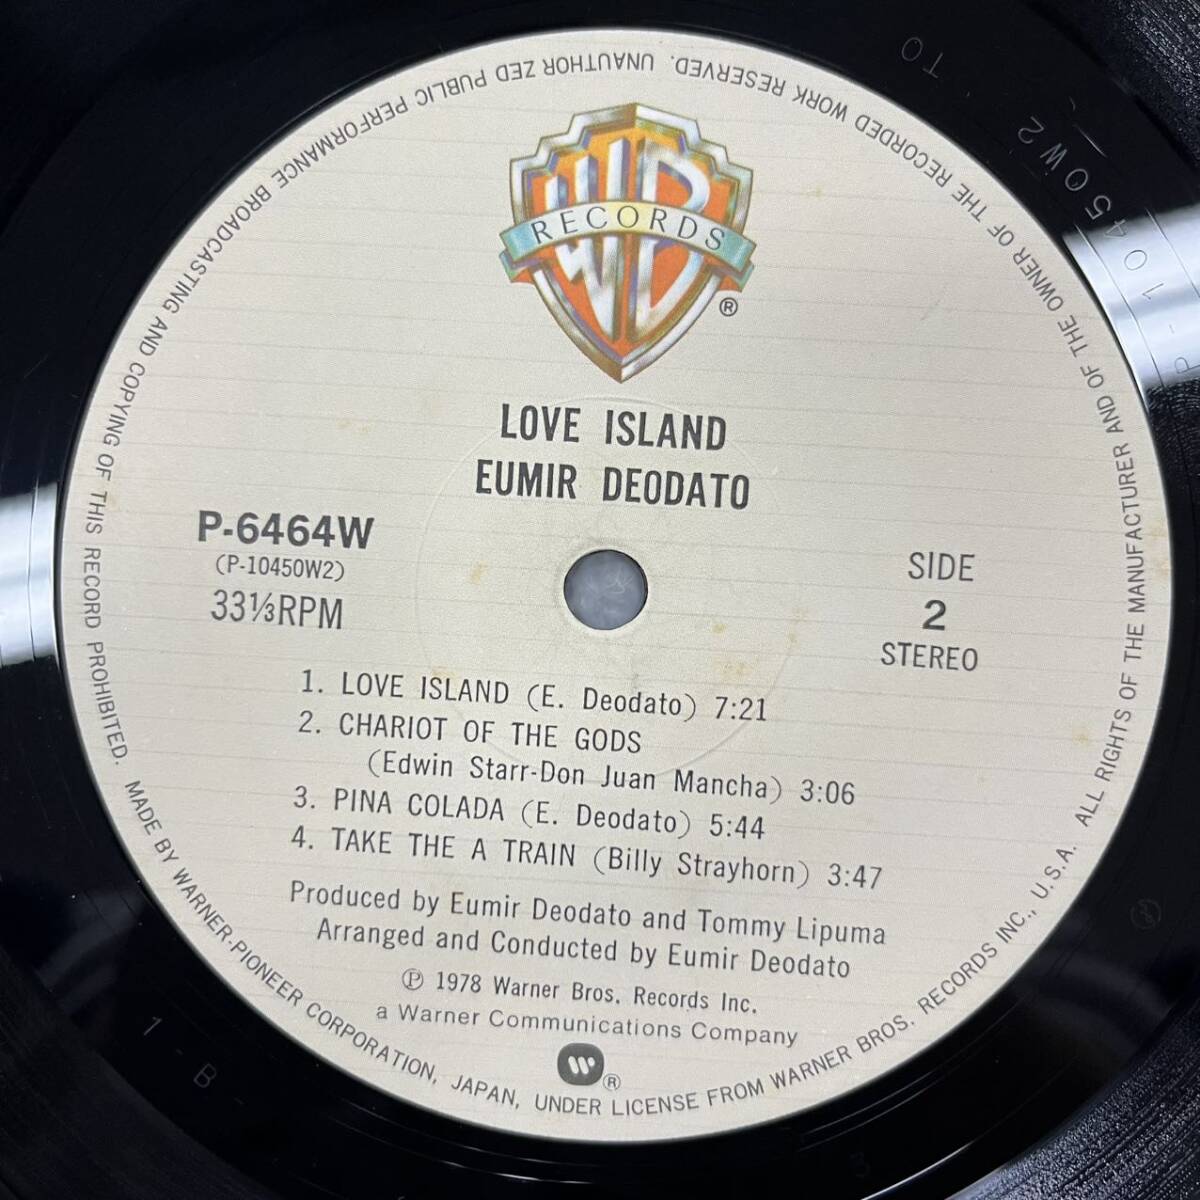 WB
RECORDS
®
LOVE ISLAND
EUMIR DEODATO
P-6464W
(P-10450W2)
33⅓RPM
SIDE
2
STEREO
1. LOVE ISLAND (E. Deodato) 7:21
2. CHARIOT OF THE GODS
(Edwin Starr-Don Juan Mancha) 3:06
3. PINA COLADA (E. Deodato) 5:44
4. TAKE THE A TRAIN (Billy Strayhorn) 3:47
Produced by Eumir Deodato and Tommy Lipuma
Arranged and Conducted by Eumir Deodato
℗ 1978 Warner Bros. Records Inc.
a Warner Communications Company
W ®
MADE BY WARNER-PIONEER CORPORATION, JAPAN, UNDER LICENSE FROM WARNER BROS. RECORDS INC., U.S.A. ALL RIGHTS OF THE MANUFACTURER AND OF THE OWNER OF THE RECORDED WORK RESERVED. UNAUTHOR ZED PUBLIC PERFORMANCE BROADCASTING AND COPYING OF THIS RECORD PROHIBITED.
P-10450W2 TO
1-B